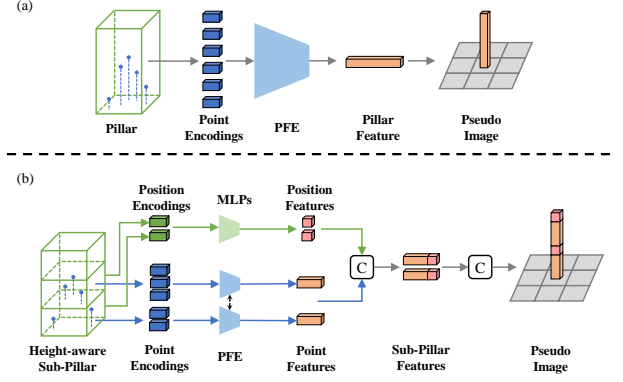 (a)
Pillar
Point
Encodings
PFE
Pillar
Feature
Pseudo
Image
(b)
Position
Encodings
MLPs
Position
Features
C
C
Height-aware
Sub-Pillar
Point
Encodings
PFE
Point
Features
Sub-Pillar
Features
Pseudo
Image